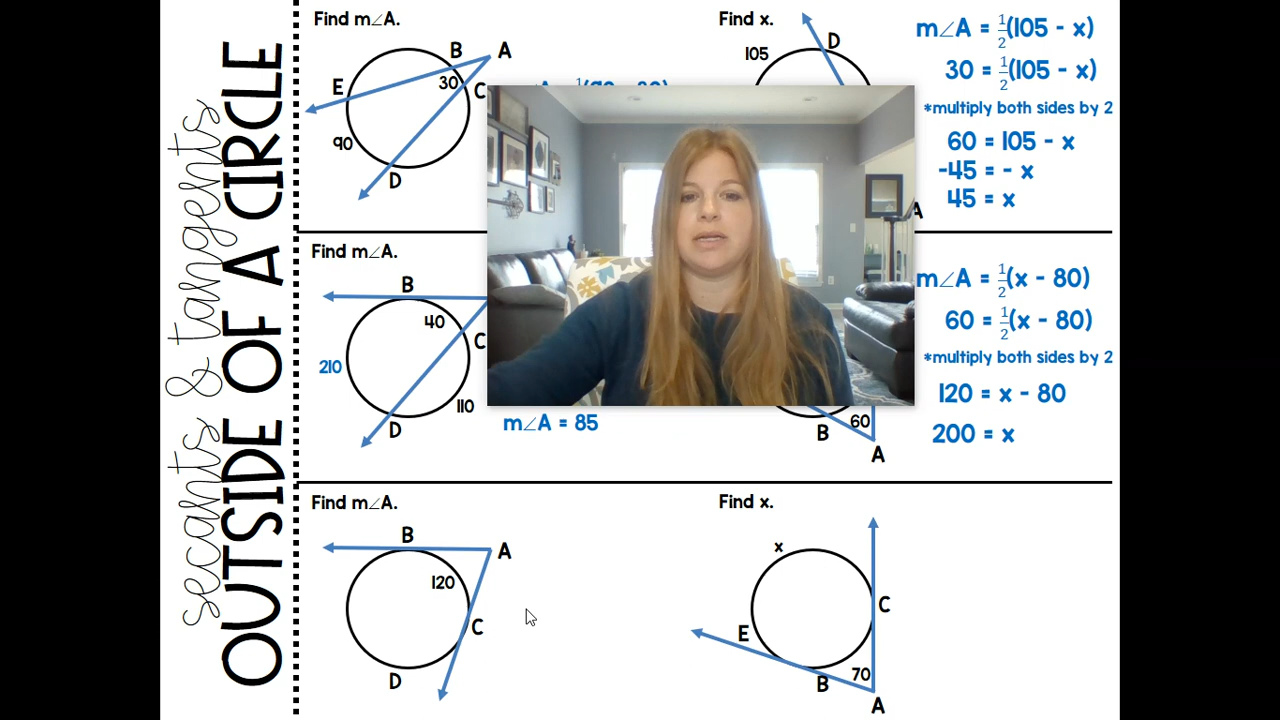 secants & tangents
OUTSIDE OF A CIRCLE
Find m∠A.
B
A
E
30
C
90
D
Find x.
D
105
A
m∠A = ½(105 - x)
30 = ½(105 - x)
*multiply both sides by 2
60 = 105 - x
-45 = - x
45 = x
Find m∠A.
B
40
C
210
110
D
m∠A = 85
60
B
A
m∠A = ½(x - 80)
60 = ½(x - 80)
*multiply both sides by 2
120 = x - 80
200 = x
Find m∠A.
B
A
120
C
D
Find x.
x
C
E
70
B
A